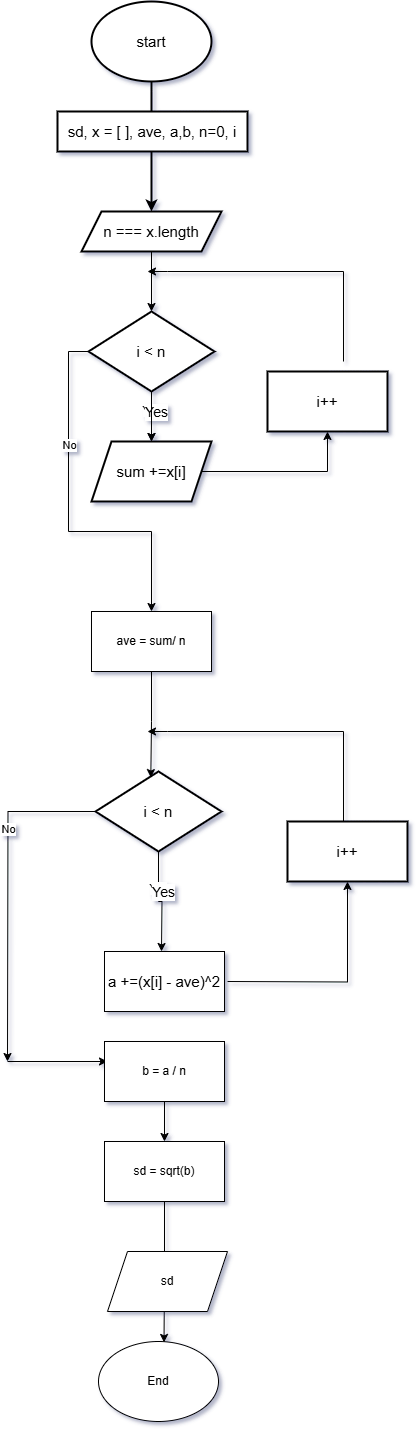 start
sd, x = [ ], ave, a,b, n=0, i
n === x.length
i < n
`Yes
i++
No
sum +=x[i]
ave = sum/ n
i < n
No
i++
`Yes
a +=(x[i] - ave)^2
b = a / n
sd = sqrt(b)
sd
End